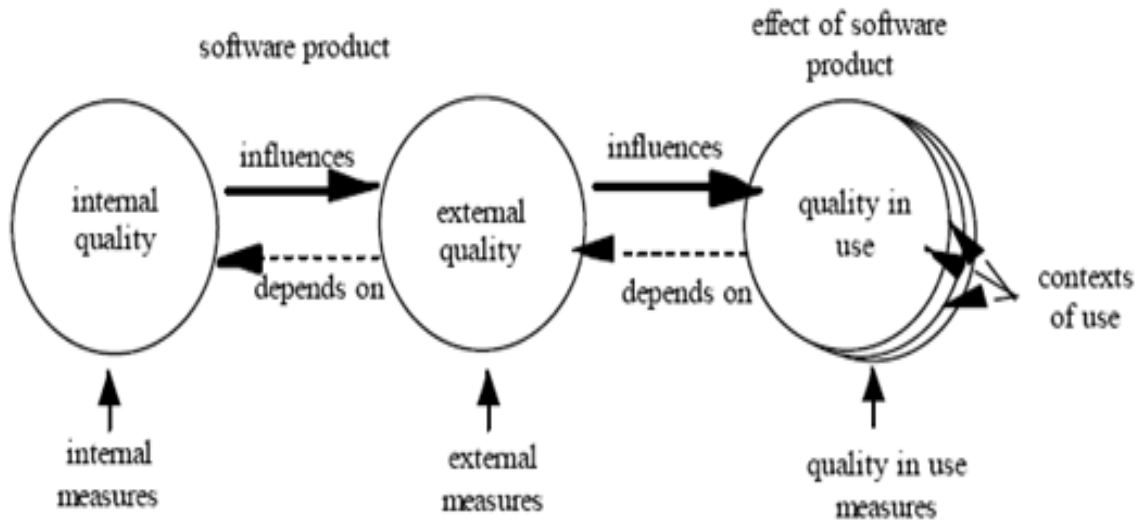 software product
effect of software
product
influences
influences
internal
quality
external
quality
quality in
use
depends on
depends on
contexts
of use
internal
measures
external
measures
quality in use
measures